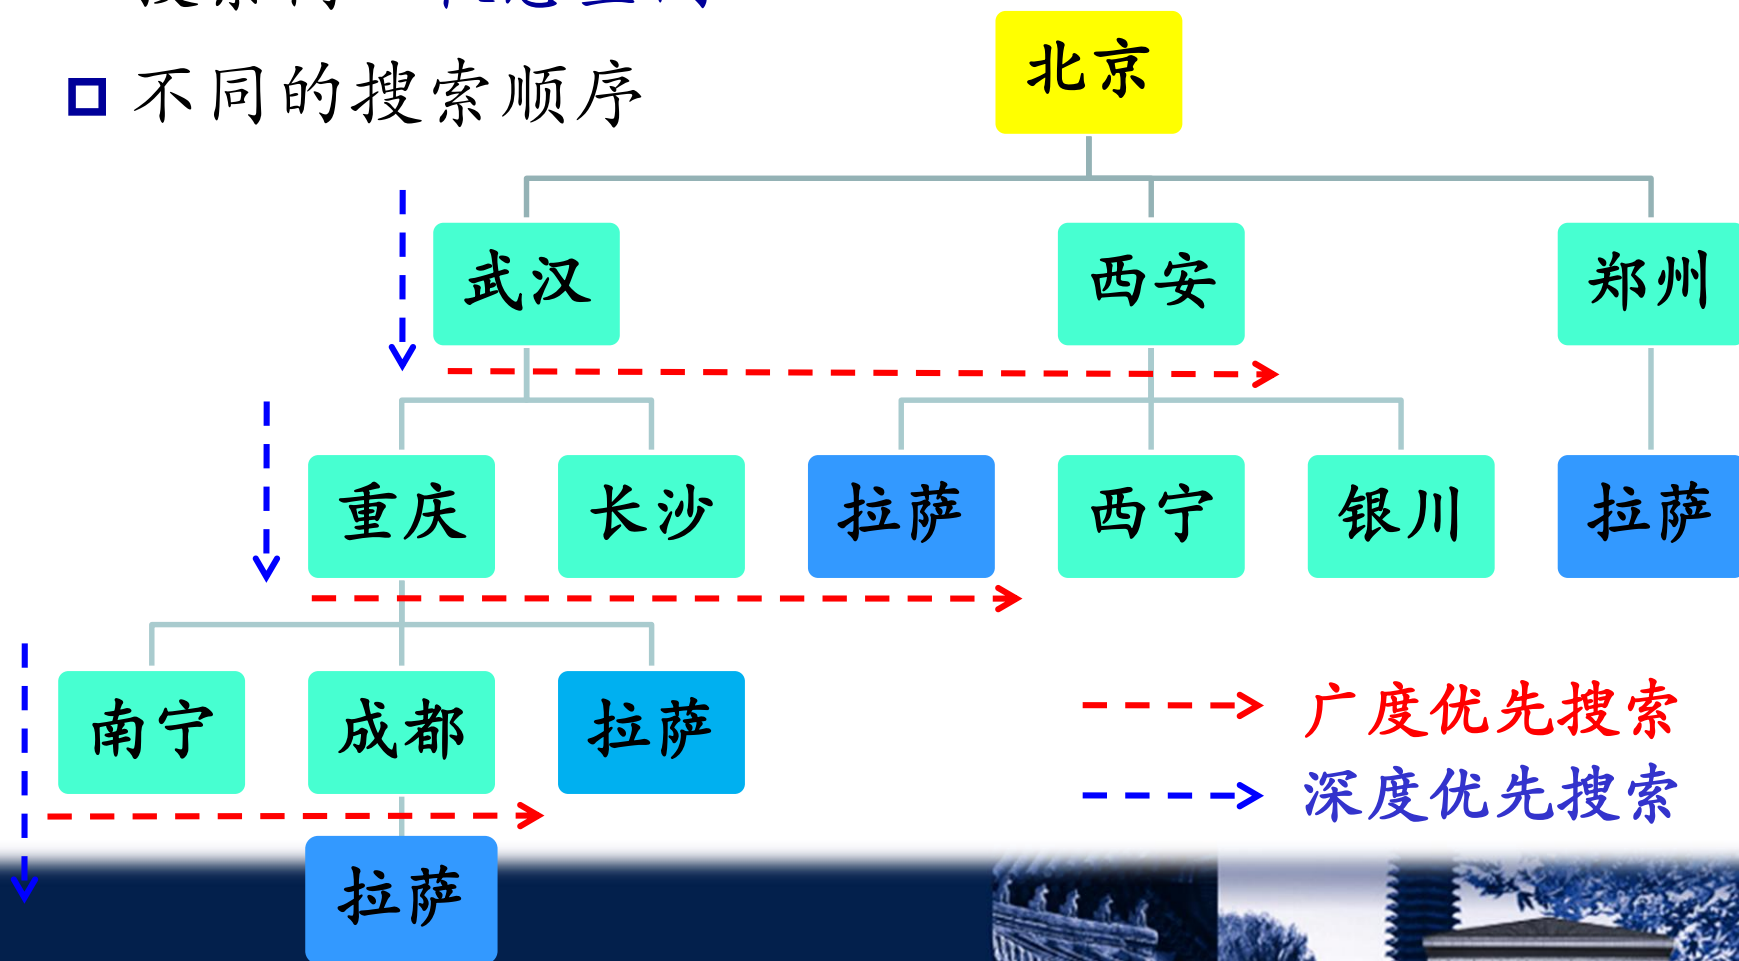 不同的搜索顺序
北京
武汉 西安 郑州
重庆 长沙 拉萨 西宁 银川 拉萨
南宁 成都 拉萨
广度优先搜索
深度优先搜索
拉萨